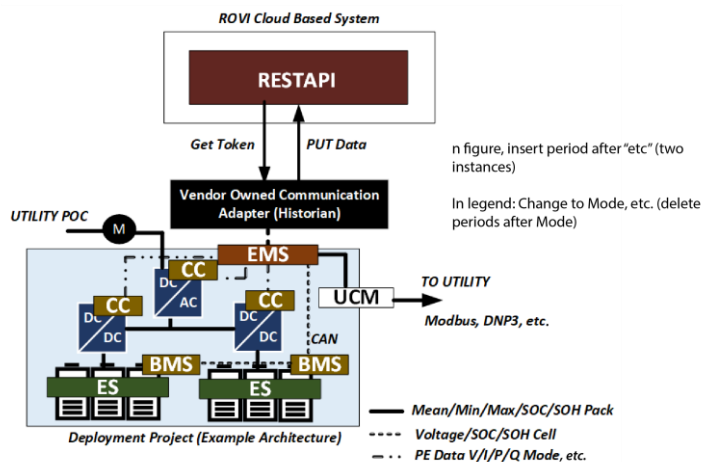 ROVI Cloud Based System
RESTAPI
Get Token
PUT Data
n figure, insert period after “etc” (two
instances)
In legend: Change to Mode, etc. (delete
periods after Mode)
Vendor Owned Communication
Adapter (Historian)
UTILITY POC
M
EMS
CC
DC
AC
TO UTILITY
UCM
CC
DC
DC
CC
DC
DC
Modbus, DNP3, etc.
CAN
BMS
BMS
ES
ES
Mean/Min/Max/SOC/SOH Pack
Deployment Project (Example Architecture)
Voltage/SOC/SOH Cell
PE Data V/I/P/Q Mode, etc.